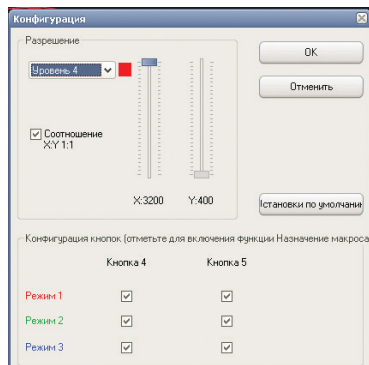 Конфигурация
Разрешение
Уровень 4
OK
Отменить
Соотношение
X:Y 1:1
X:3200 Y:400
становки по умолчани
Конфигурация кнопок (отметьте для включения функции Назначение макроса
Кнопка 4 Кнопка 5
Режим 1
Режим 2
Режим 3